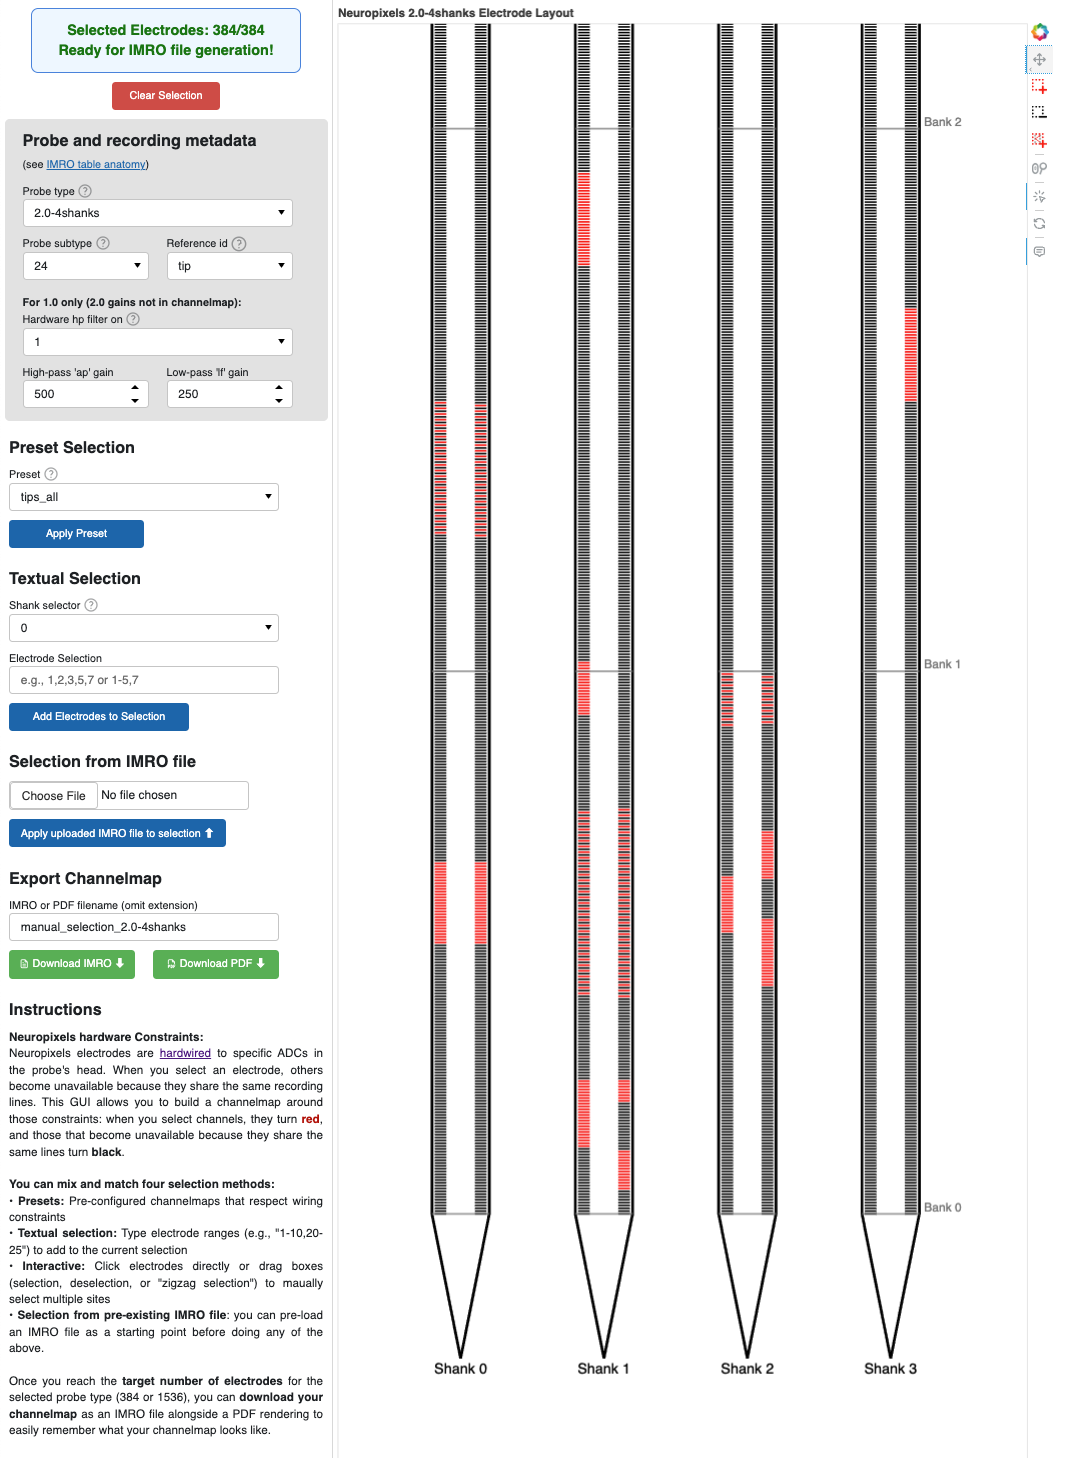 Selected Electrodes: 384/384
Ready for IMRO file generation!
Clear Selection
Probe and recording metadata
(see IMRO table anatomy)
Probe type ?
2.0-4shanks
Probe subtype ?
Reference id ?
24
tip
For 1.0 only (2.0 gains not in channelmap):
Hardware hp filter on ?
1
High-pass 'ap' gain
Low-pass 'lf' gain
500
250
Preset Selection
Preset ?
tips_all
Apply Preset
Textual Selection
Shank selector ?
0
Electrode Selection
e.g., 1,2,3,5,7 or 1-5,7
Add Electrodes to Selection
Selection from IMRO file
Choose File No file chosen
Apply uploaded IMRO file to selection ⬆
Export Channelmap
IMRO or PDF filename (omit extension)
manual_selection_2.0-4shanks
Download IMRO ⬇
Download PDF ⬇
Instructions
Neuropixels hardware Constraints:
Neuropixels electrodes are hardwired to specific ADCs in
the probe's head. When you select an electrode, others
become unavailable because they share the same recording
lines. This GUI allows you to build a channelmap around
those constraints: when you select channels, they turn red,
and those that become unavailable because they share the
same lines turn black.
You can mix and match four selection methods:
• Presets: Pre-configured channelmaps that respect wiring
constraints
• Textual selection: Type electrode ranges (e.g., "1-10,20-
25") to add to the current selection
• Interactive: Click electrodes directly or drag boxes
(selection, deselection, or "zigzag selection") to maually
select multiple sites
• Selection from pre-existing IMRO file: you can pre-load
an IMRO file as a starting point before doing any of the
above.
Once you reach the target number of electrodes for the
selected probe type (384 or 1536), you can download your
channelmap as an IMRO file alongside a PDF rendering to
easily remember what your channelmap looks like.
Neuropixels 2.0-4shanks Electrode Layout
Bank 2
Bank 1
Bank 0
Shank 0
Shank 1
Shank 2
Shank 3